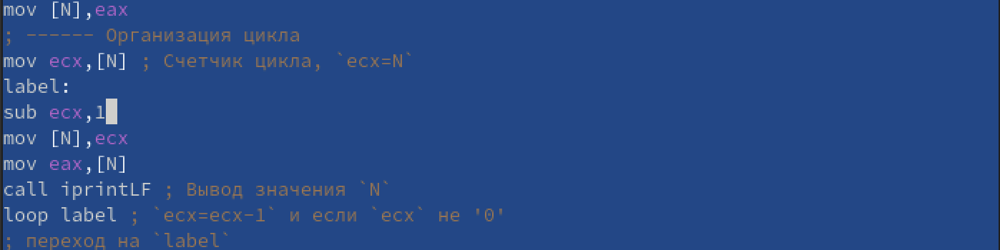 mov [N],eax
; ------ Организация цикла
mov ecx,[N] ; Счетчик цикла, `ecx=N`
label:
sub ecx,1
mov [N],ecx
mov eax,[N]
call iprintLF ; Вывод значения `N`
loop label ; `ecx=ecx-1` и если `ecx` не '0'
; переход на `label`